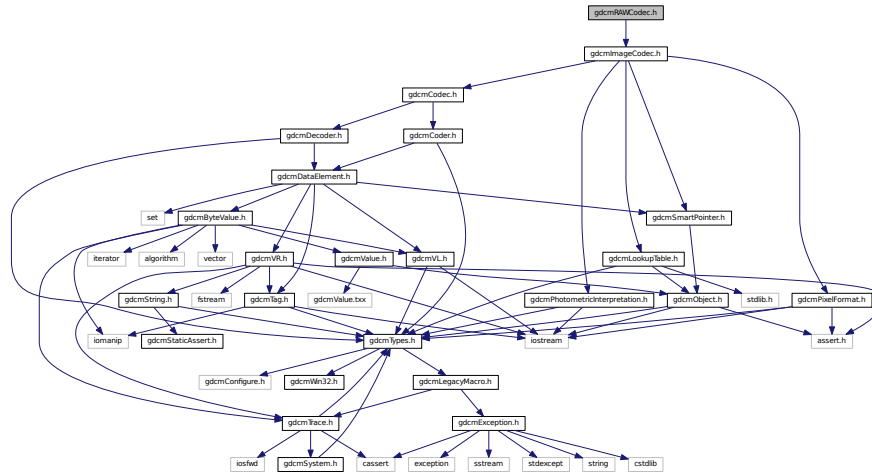 gdcmRAWCodec.h
gdcmImageCodec.h
gdcmCodec.h
gdcmDecoder.h
gdcmCoder.h
gdcmDataElement.h
set
gdcmByteValue.h
gdcmSmartPointer.h
iterator
algorithm
vector
gdcmVR.h
gdcmValue.h
gdcmVL.h
gdcmLookupTable.h
gdcmString.h
fstream
gdcmTag.h
gdcmValue.txx
gdcmPhotometricInterpretation.h
gdcmObject.h
stdlib.h
gdcmPixelFormat.h
iomanip
gdcmStaticAssert.h
gdcmTypes.h
iostream
assert.h
gdcmConfigure.h
gdcmWin32.h
gdcmLegacyMacro.h
gdcmTrace.h
gdcmException.h
iosfwd
gdcmSystem.h
cassert
exception
sstream
stdexcept
string
cstdlib